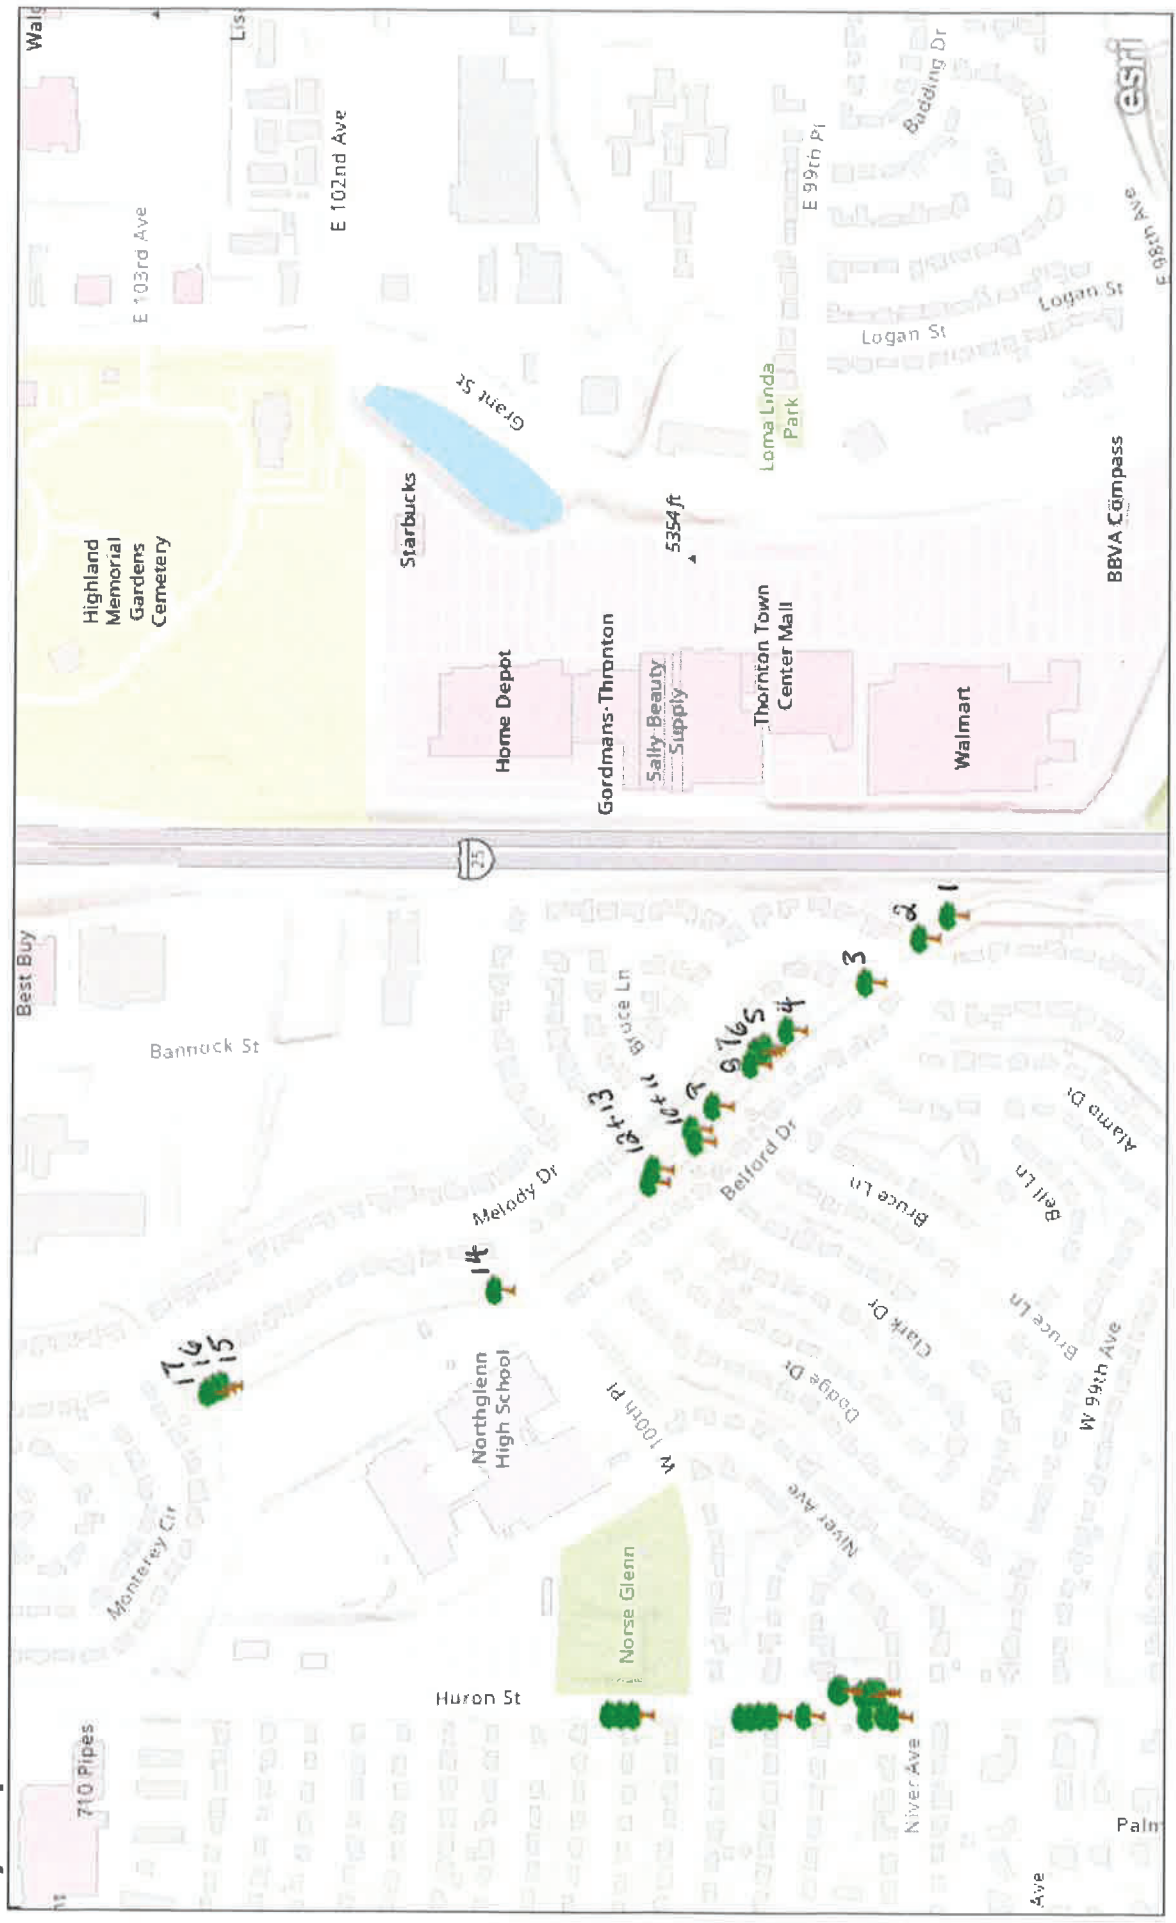 Best Buy
Highland
Memorial
Gardens
Cemetery
E 103rd Ave
E 102nd Ave
710 Pipes
Monterey Cir
17
16
15
Bannock St
25
Starbucks
Grant St
Huron St
Northglenn
High School
14
Melody Dr
Home Depot
Gordmans-Thronton
Sally Beauty
Supply
5354 ft
Norse Glenn
W 100th Pl
12 + 13
10 + 11
Bruce Ln
9
8
7
6
5
4
3
2
1
Belford Dr
Thornton Town
Center Mall
Loma Linda
Park
E 99th Pl
Badding Dr
Logan St
Logan St
Niver Ave
Niver Ave
Dodge Dr
Clark Dr
Bruce Ln
Bruce Ln
Bell Ln
Alamo Dr
W 99th Ave
Walmart
BBVA Compass
E 98th Ave
Ave
Palm
esri